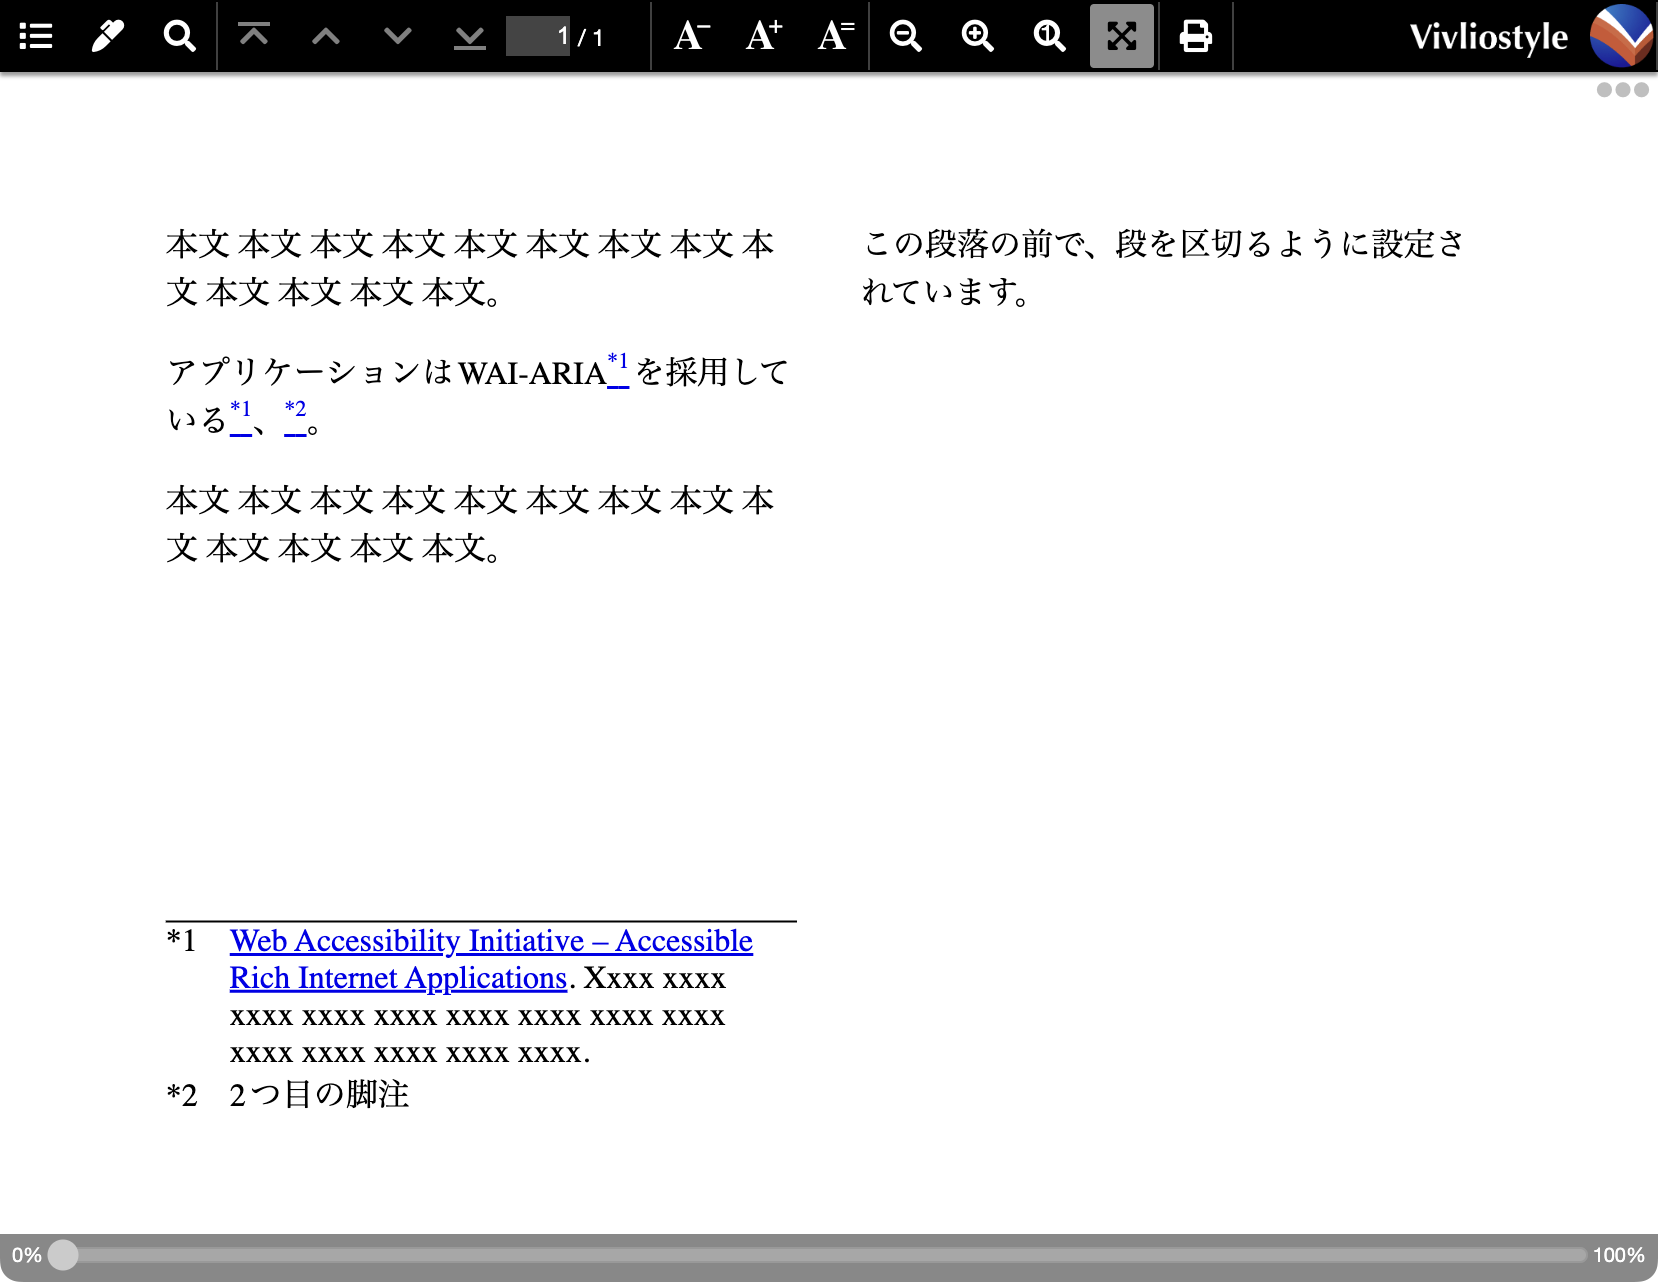 1 / 1
A− A+ A=
Vivliostyle
本文 本文 本文 本文 本文 本文 本文 本文 本
文 本文 本文 本文 本文。
アプリケーションはWAI-ARIA*1を採用して
いる*1、*2。
本文 本文 本文 本文 本文 本文 本文 本文 本
文 本文 本文 本文 本文。
*1 Web Accessibility Initiative – Accessible
Rich Internet Applications. Xxxx xxxx
xxxx xxxx xxxx xxxx xxxx xxxx xxxx
xxxx xxxx xxxx xxxx xxxx.
*2 2つ目の脚注
この段落の前で、段を区切るように設定さ
れています。
0% 100%